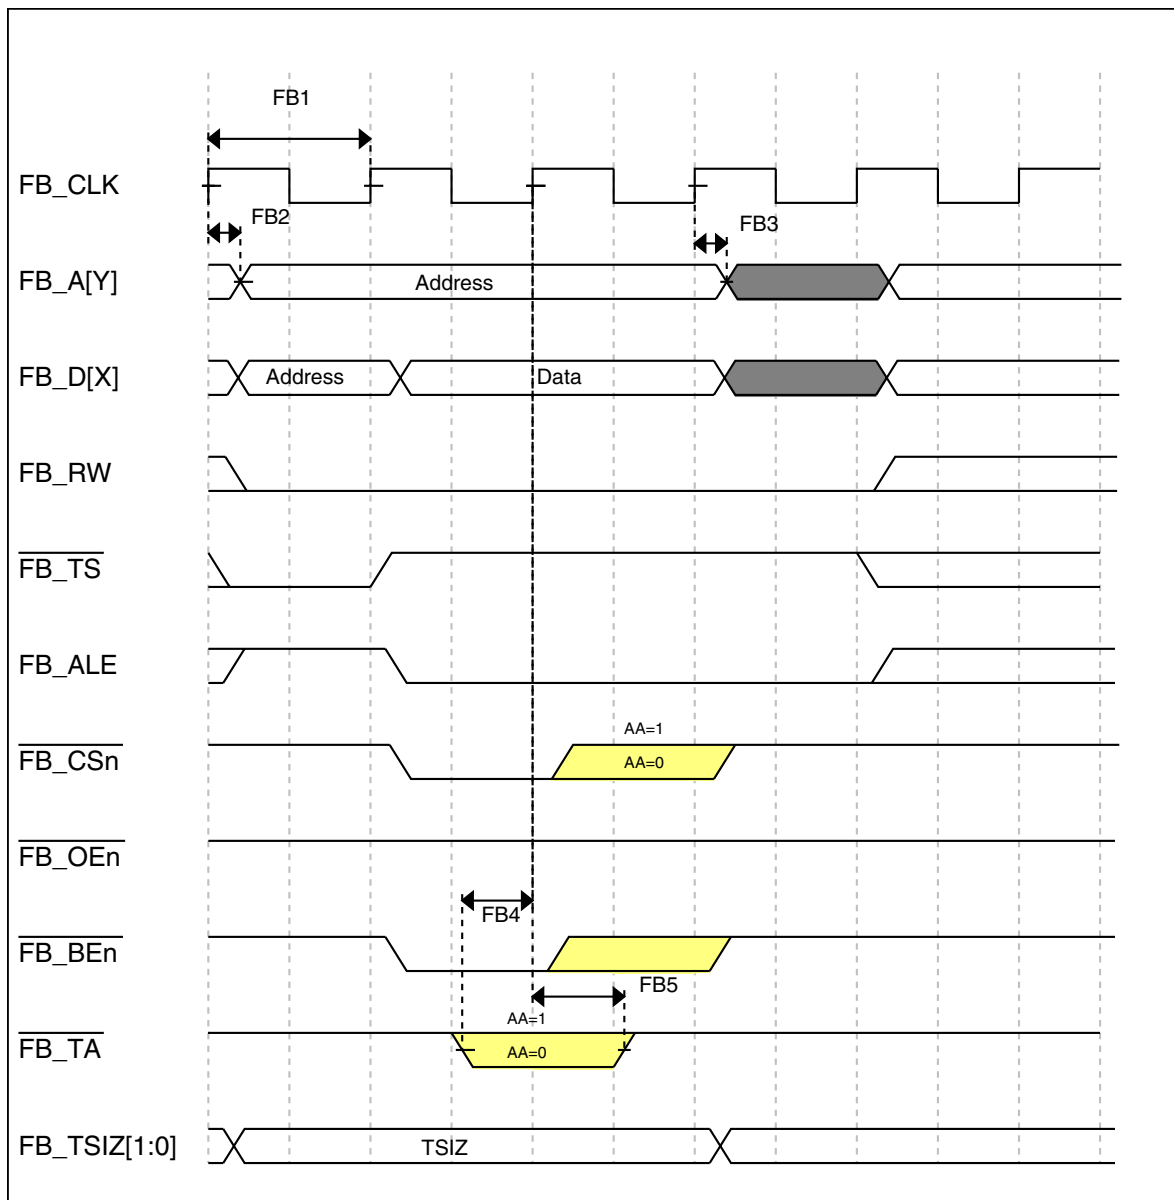 FB1
FB_CLK
FB2
FB3
FB_A[Y]
Address
FB_D[X]
Address
Data
FB_RW
FB_TS
FB_ALE
AA=1
FB_CSn
AA=0
FB_OEn
FB4
FB_BEn
FB5
AA=1
FB_TA
AA=0
FB_TSIZ[1:0]
TSIZ